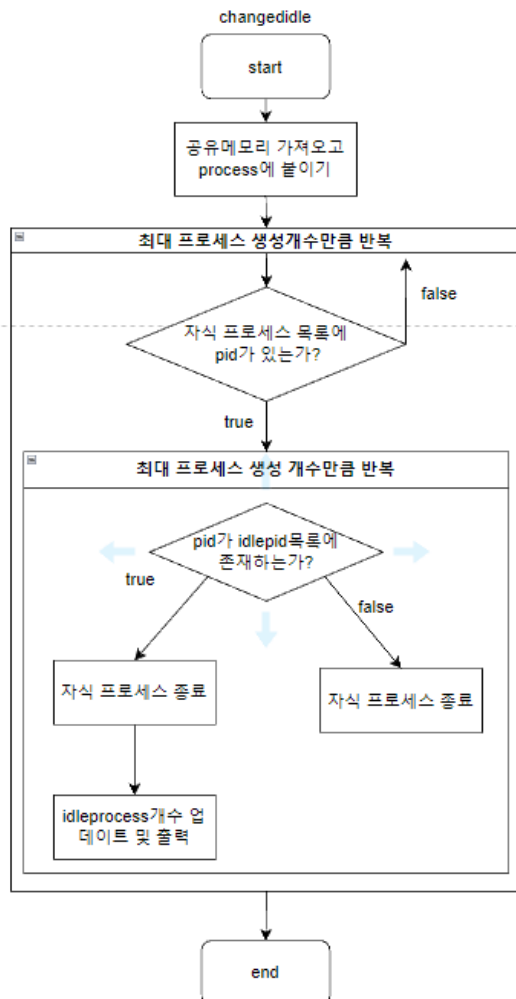 changedidle
start
공유메모리 가져오고
process에 붙이기
최대 프로세스 생성개수만큼 반복
false
자식 프로세스 목록에
pid가 있는가?
true
최대 프로세스 생성 개수만큼 반복
pid가 idlepid목록에
존재하는가?
true
false
자식 프로세스 종료
자식 프로세스 종료
idleprocess개수 업
데이트 및 출력
end